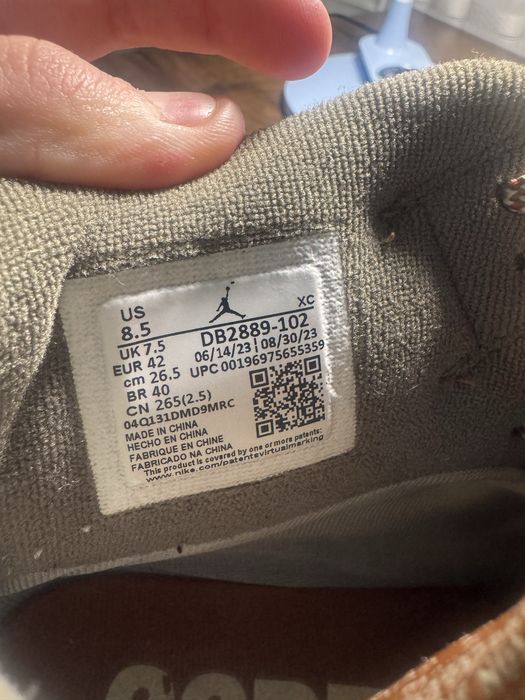 US
8.5
XC
UK 7.5
DB2889-102
EUR 42
06/14/23 | 08/30/23
cm 26.5
UPC 00196975655359
BR 40
CN 265(2.5)
04Q131DMD9MRC
MADE IN CHINA
HECHO EN CHINA
FABRIQUE EN CHINE
FABRICADO NA CHINA
This product is covered by one or more patents:
www.nike.com/patentsvirtualmarking